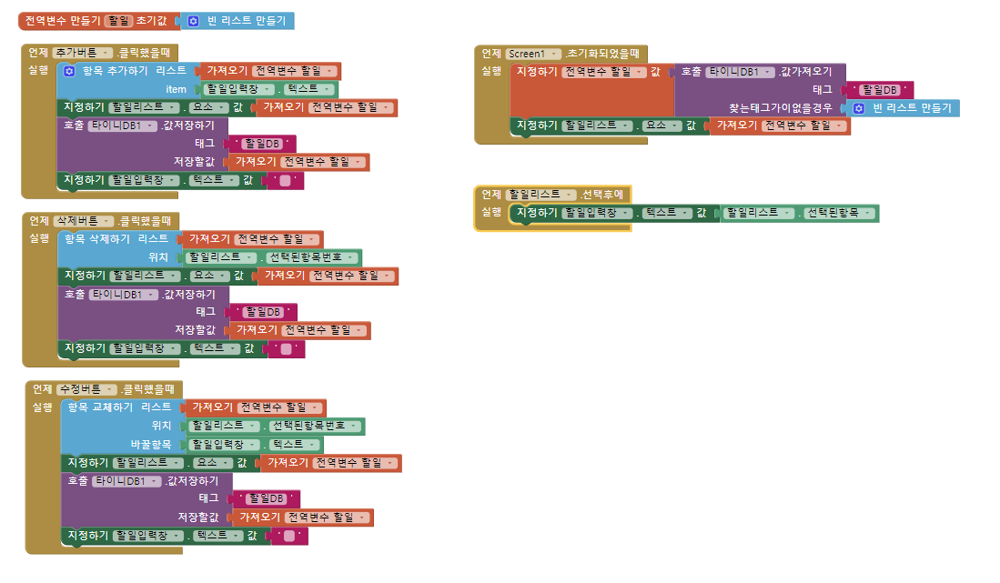 전역변수 만들기 할일 초기값 빈 리스트 만들기
언제 추가버튼 .클릭했을때
실행 항목 추가하기 리스트 가져오기 전역변수 할일
item 할일입력창 . 텍스트
지정하기 할일리스트 . 요소 값 가져오기 전역변수 할일
호출 타이니DB1 .값저장하기
태그 ' 할일DB '
저장할값 가져오기 전역변수 할일
지정하기 할일입력창 . 텍스트 값 ' '
언제 삭제버튼 .클릭했을때
실행 항목 삭제하기 리스트 가져오기 전역변수 할일
위치 할일리스트 . 선택된항목번호
지정하기 할일리스트 . 요소 값 가져오기 전역변수 할일
호출 타이니DB1 .값저장하기
태그 ' 할일DB '
저장할값 가져오기 전역변수 할일
지정하기 할일입력창 . 텍스트 값 ' '
언제 수정버튼 .클릭했을때
실행 항목 교체하기 리스트 가져오기 전역변수 할일
위치 할일리스트 . 선택된항목번호
바꿀항목 할일입력창 . 텍스트
지정하기 할일리스트 . 요소 값 가져오기 전역변수 할일
호출 타이니DB1 .값저장하기
태그 ' 할일DB '
저장할값 가져오기 전역변수 할일
지정하기 할일입력창 . 텍스트 값 ' '
언제 Screen1 .초기화되었을때
실행 지정하기 전역변수 할일 값 호출 타이니DB1 .값가져오기
태그 ' 할일DB '
찾는태그가이없을경우 빈 리스트 만들기
지정하기 할일리스트 . 요소 값 가져오기 전역변수 할일
언제 할일리스트 .선택후에
실행 지정하기 할일입력창 . 텍스트 값 할일리스트 . 선택된항목